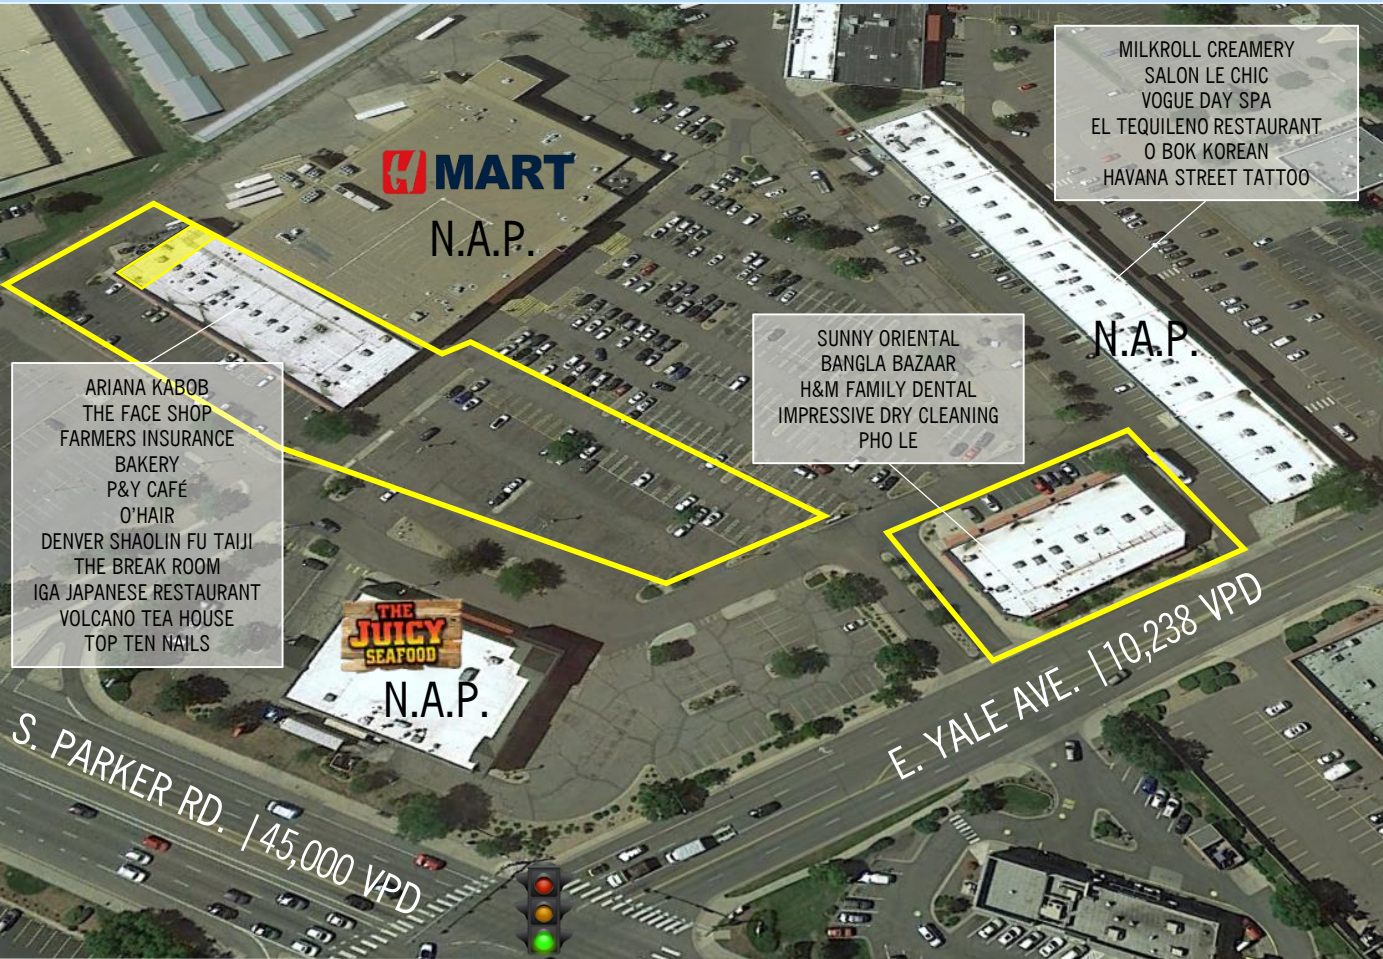 MILKROLL CREAMERY
SALON LE CHIC
VOGUE DAY SPA
EL TEQUILENO RESTAURANT
O BOK KOREAN
HAVANA STREET TATTOO
H MART
N.A.P.
N.A.P.
SUNNY ORIENTAL
BANGLA BAZAAR
H&M FAMILY DENTAL
IMPRESSIVE DRY CLEANING
PHO LE
ARIANA KABOB
THE FACE SHOP
FARMERS INSURANCE
BAKERY
P&Y CAFÉ
O'HAIR
DENVER SHAOLIN FU TAIJI
THE BREAK ROOM
IGA JAPANESE RESTAURANT
VOLCANO TEA HOUSE
TOP TEN NAILS
THE
JUICY
SEAFOOD
N.A.P.
E. YALE AVE. | 10,238 VPD
S. PARKER RD. | 45,000 VPD